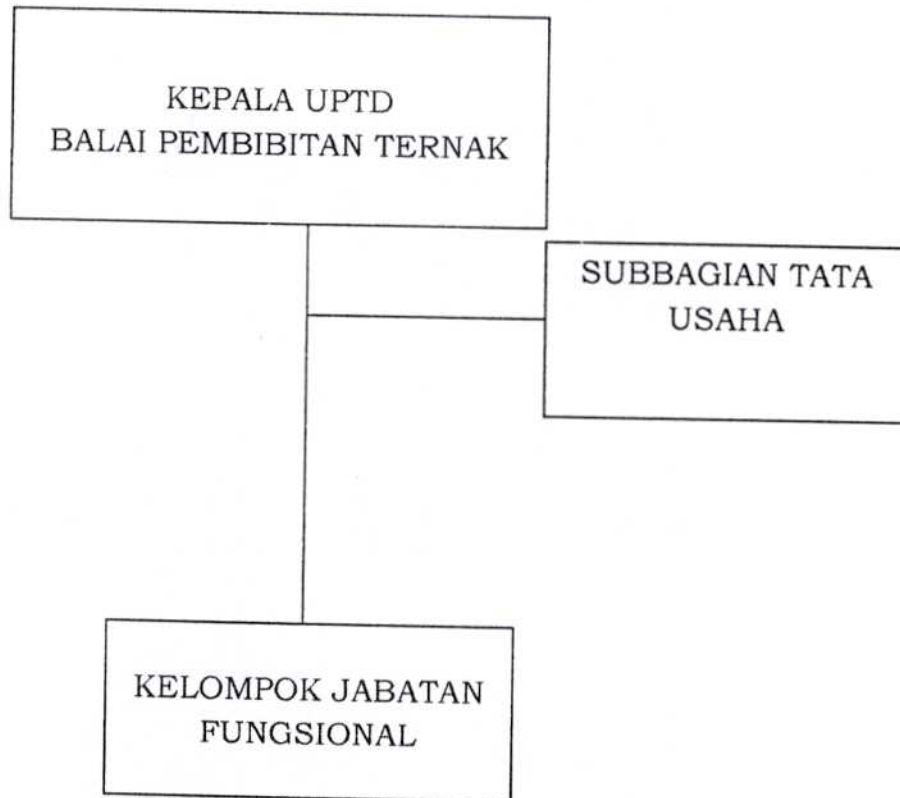 KEPALA UPTD
BALAI PEMBIBITAN TERNAK
SUBBAGIAN TATA
USAHA
KELOMPOK JABATAN
FUNGSIONAL